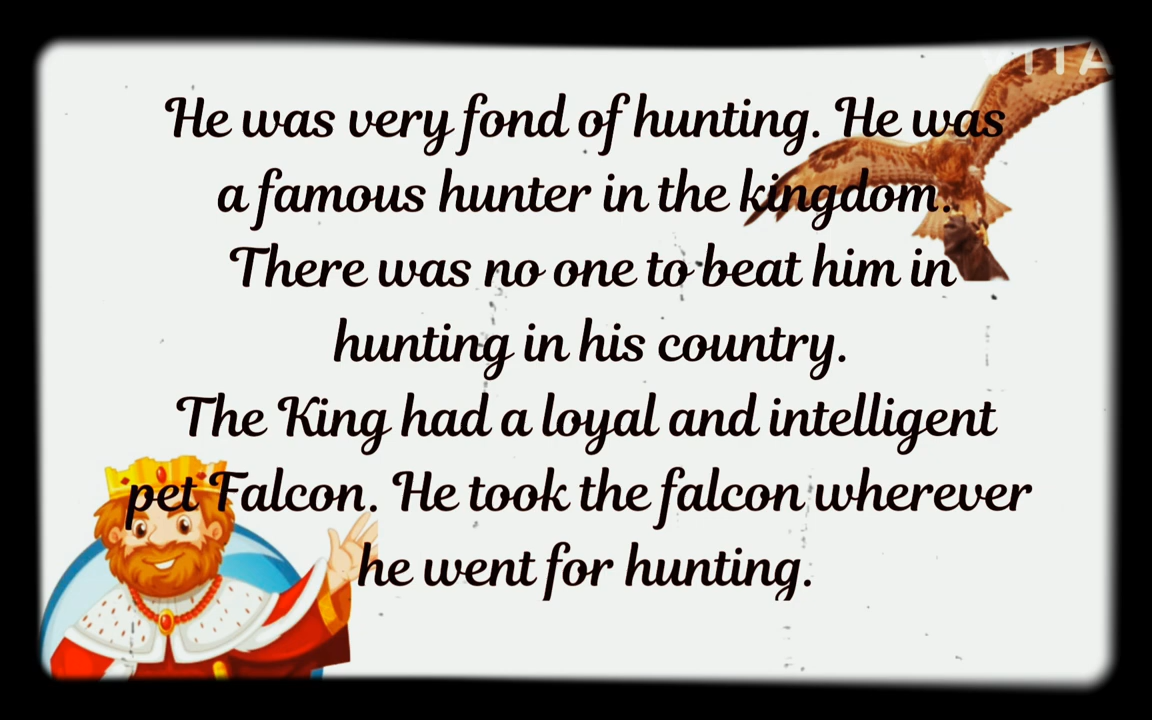 VITA
He was very fond of hunting. He was
a famous hunter in the kingdom.
There was no one to beat him in
hunting in his country.
The King had a loyal and intelligent
pet Falcon. He took the falcon wherever
he went for hunting.